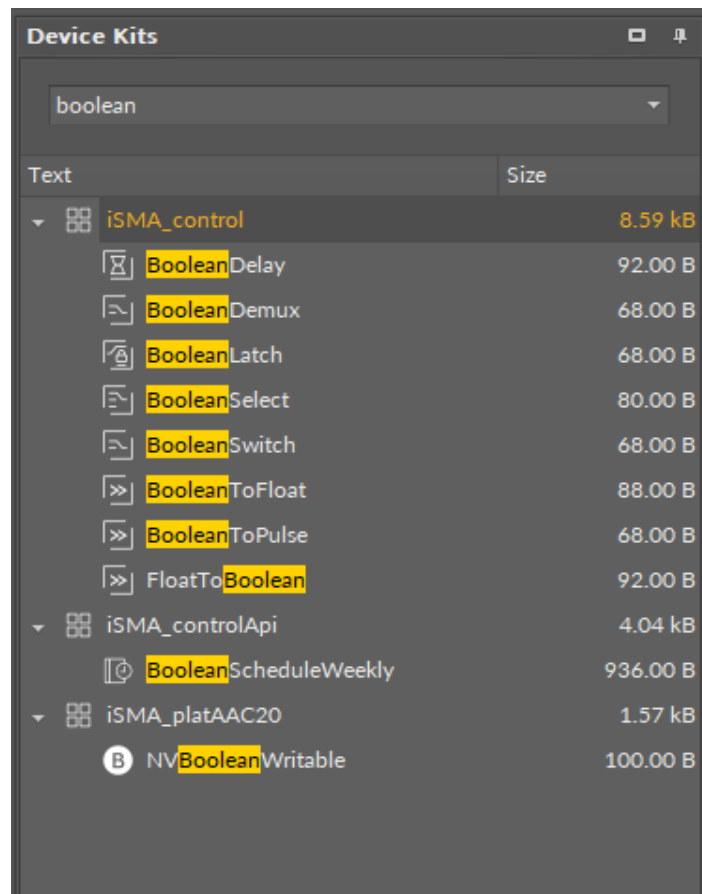 Device Kits
boolean
Text Size
iSMA_control 8.59 kB
BooleanDelay 92.00 B
BooleanDemux 68.00 B
BooleanLatch 68.00 B
BooleanSelect 80.00 B
BooleanSwitch 68.00 B
BooleanToFloat 88.00 B
BooleanToPulse 68.00 B
FloatToBoolean 92.00 B
iSMA_controlApi 4.04 kB
BooleanScheduleWeekly 936.00 B
iSMA_platAAC20 1.57 kB
B NVBooleanWritable 100.00 B